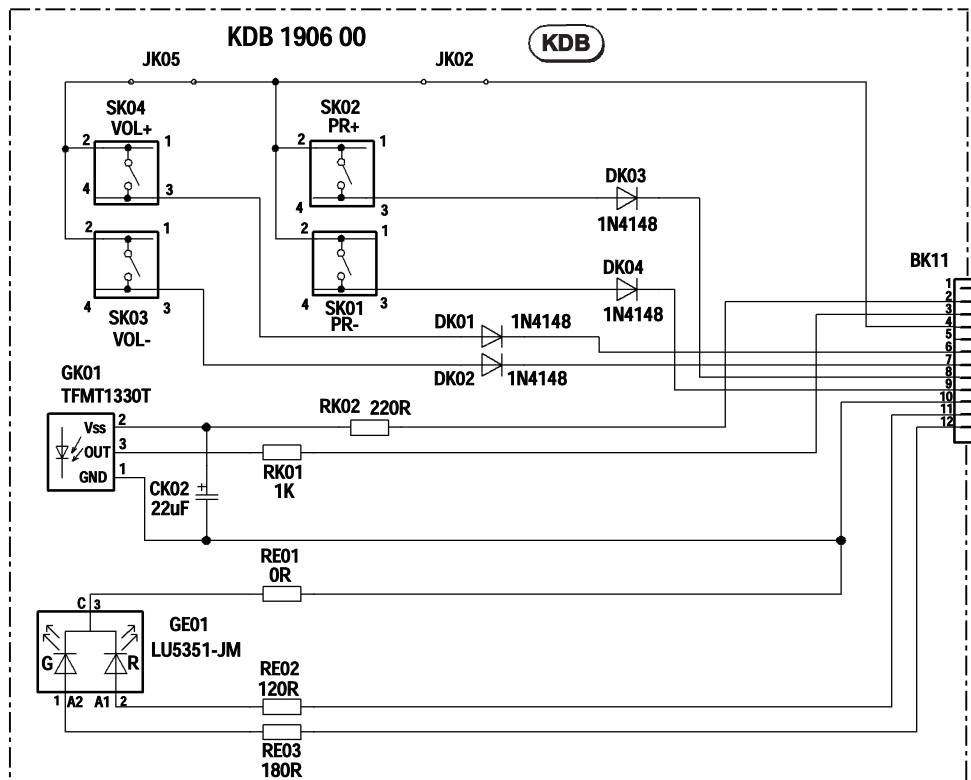 KDB 1906 00
KDB
JK05
JK02
SK04
VOL+
SK02
PR+
2
1
2
1
4
3
4
3
DK03
1N4148
2
1
2
1
DK04
1N4148
BK11
4
3
4
3
SK03
VOL-
SK01
PR-
DK01
1N4148
DK02
1N4148
1
2
3
4
5
6
7
8
9
10
11
12
GK01
TFMT1330T
Vss
2
OUT
3
GND
1
RK02
220R
RK01
1K
CK02
+
22uF
RE01
0R
C
3
GE01
LU5351-JM
G
R
1
A2
A1
2
RE02
120R
RE03
180R